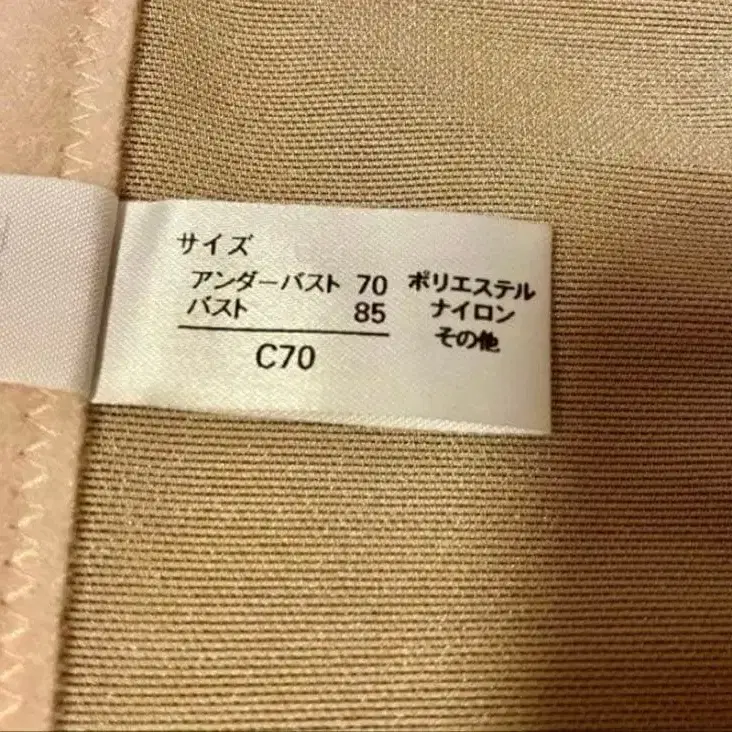 サイズ
アンダーバスト 70
バスト 85
C70
ポリエステル
ナイロン
その他